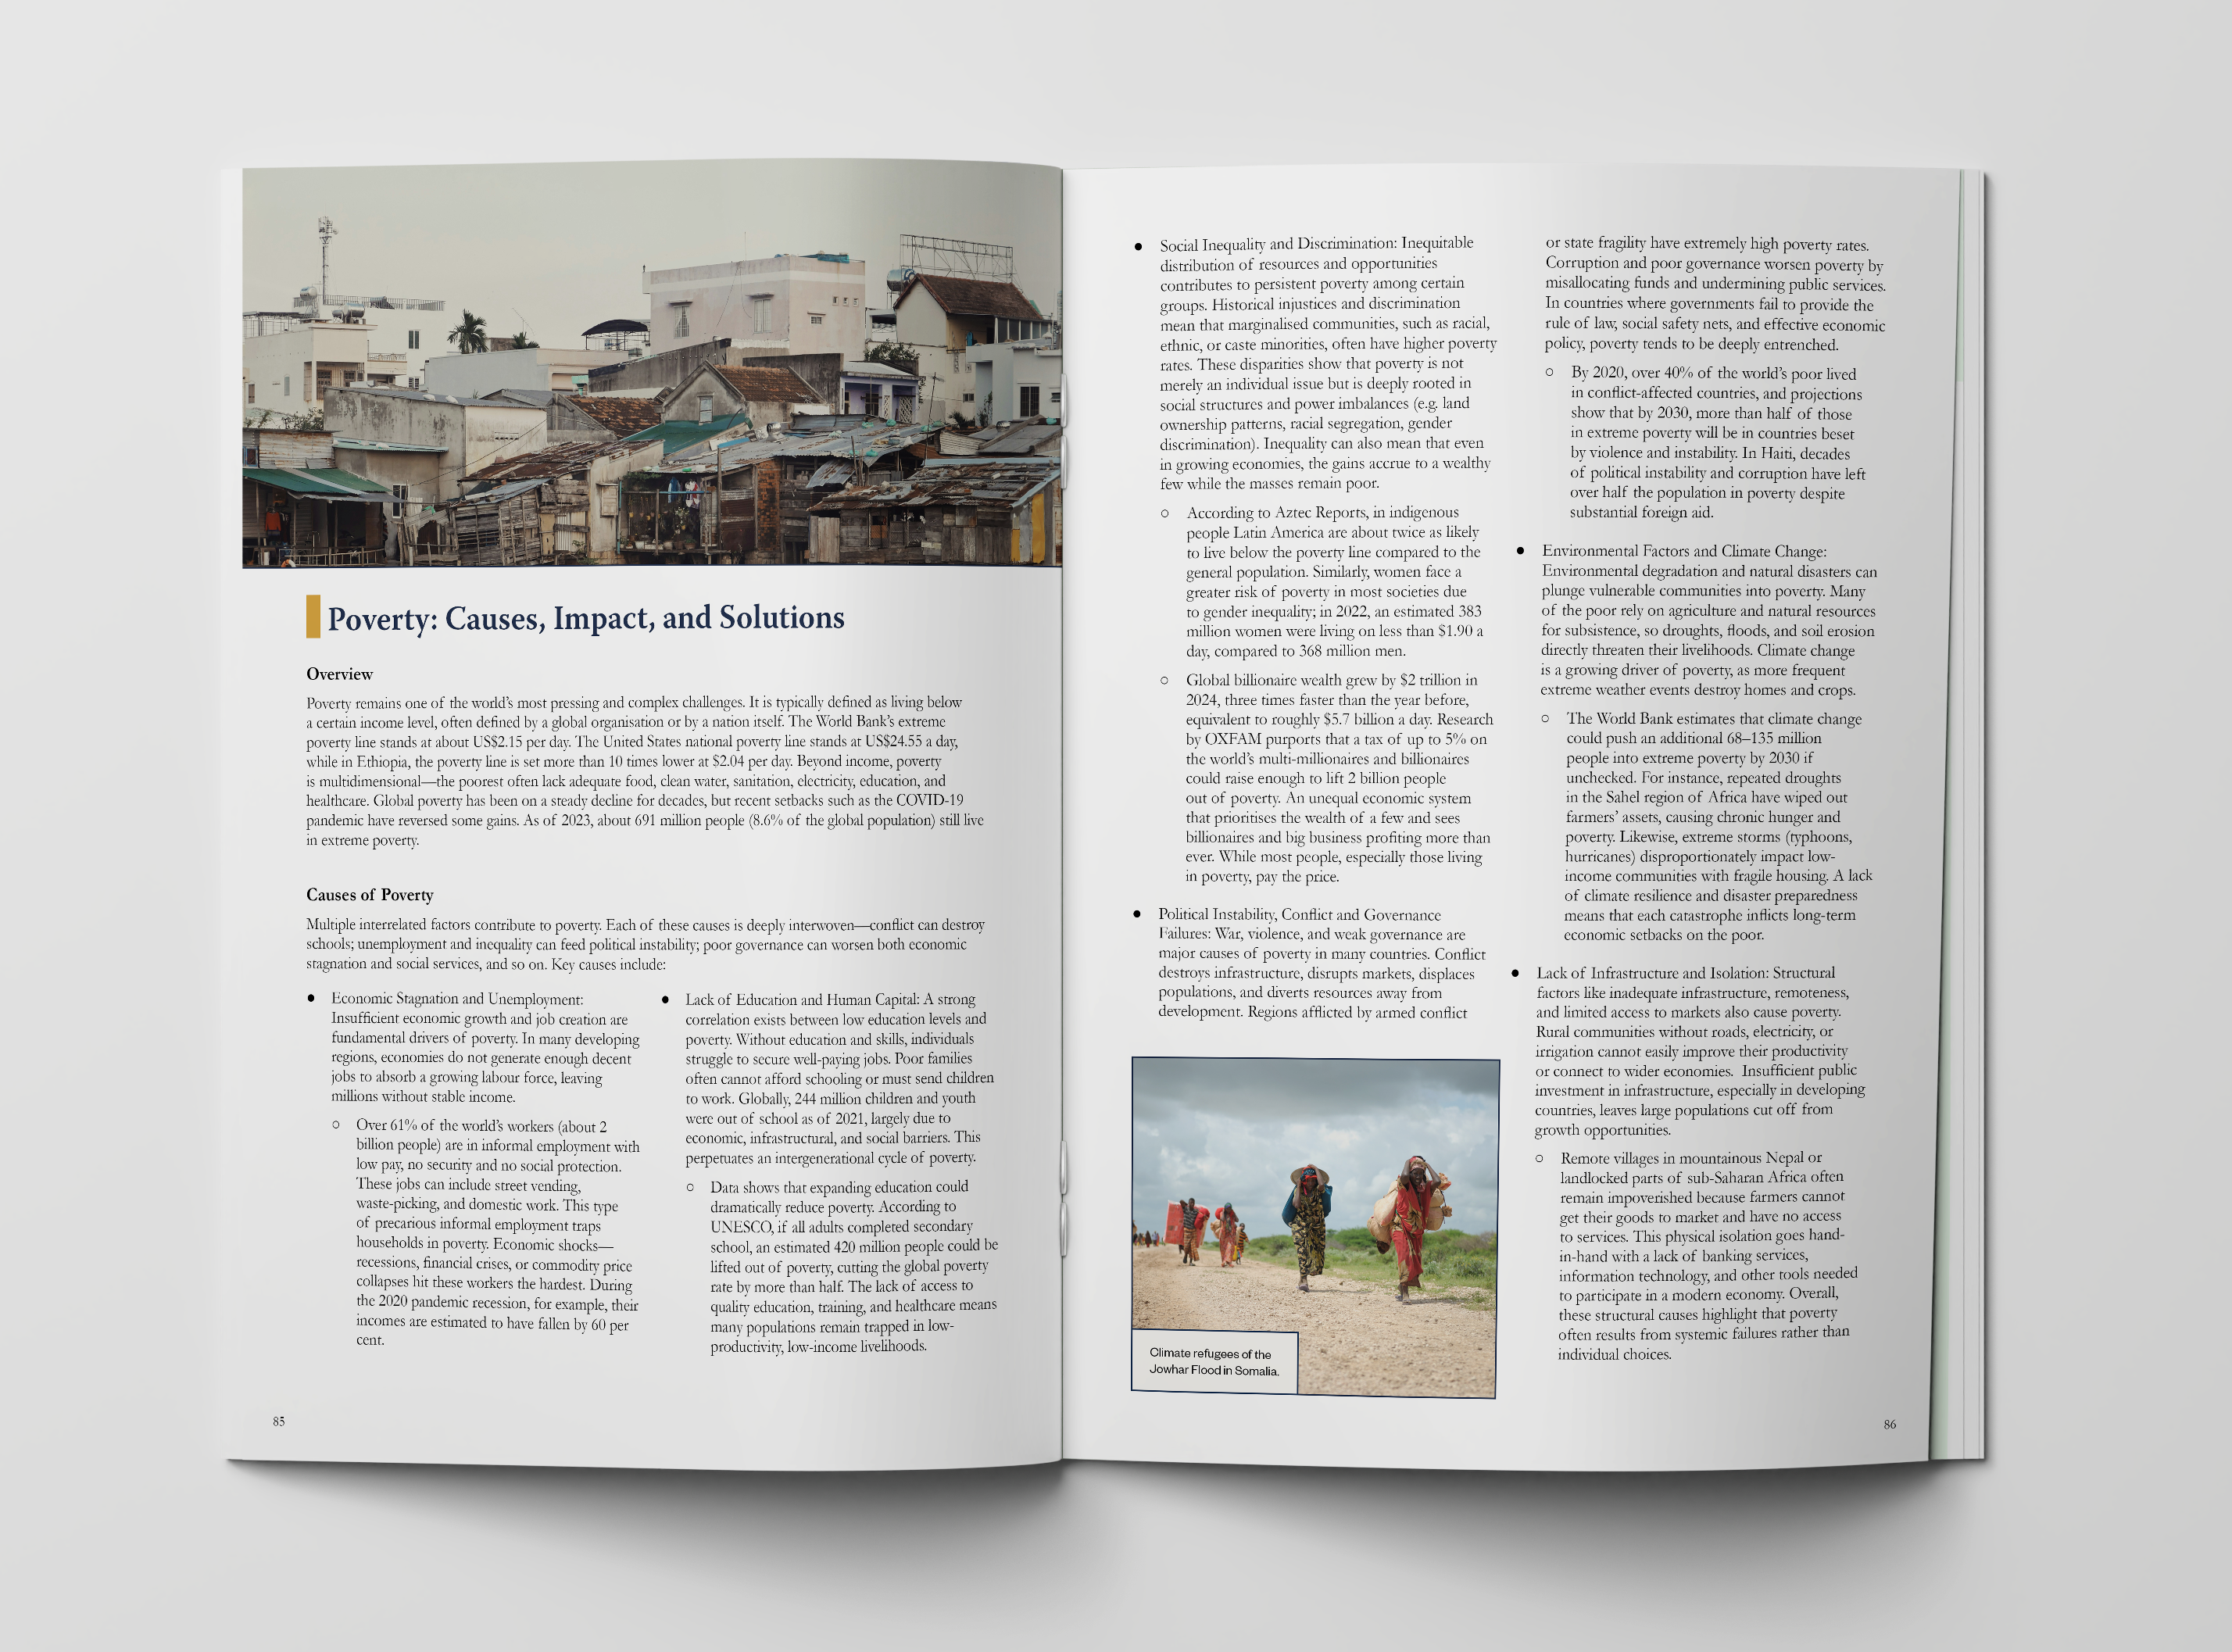 Poverty: Causes, Impact, and Solutions
Overview
Poverty remains one of the world's most pressing and complex challenges. It is typically defined as living below
a certain income level, often defined by a global organisation or by a nation itself. The World Bank's extreme
poverty line stands at about US$2.15 per day. The United States national poverty line stands at US$24.55 a day,
while in Ethiopia, the poverty line is set more than 10 times lower at $2.04 per day. Beyond income, poverty
is multidimensional—the poorest often lack adequate food, clean water, sanitation, electricity, education, and
healthcare. Global poverty has been on a steady decline for decades, but recent setbacks such as the COVID-19
pandemic have reversed some gains. As of 2023, about 691 million people (8.6% of the global population) still live
in extreme poverty.
Causes of Poverty
Multiple interrelated factors contribute to poverty. Each of these causes is deeply interwoven—conflict can destroy
schools; unemployment and inequality can feed political instability; poor governance can worsen both economic
stagnation and social services, and so on. Key causes include:
● Economic Stagnation and Unemployment:
Insufficient economic growth and job creation are
fundamental drivers of poverty. In many developing
regions, economies do not generate enough decent
jobs to absorb a growing labour force, leaving
millions without stable income.
○ Over 61% of the world's workers (about 2
billion people) are in informal employment with
low pay, no security and no social protection.
These jobs can include street vending,
waste-picking, and domestic work. This type
of precarious informal employment traps
households in poverty. Economic shocks—
recessions, financial crises, or commodity price
collapses hit these workers the hardest. During
the 2020 pandemic recession, for example, their
incomes are estimated to have fallen by 60 per
cent.
● Lack of Education and Human Capital: A strong
correlation exists between low education levels and
poverty. Without education and skills, individuals
struggle to secure well-paying jobs. Poor families
often cannot afford schooling or must send children
to work. Globally, 244 million children and youth
were out of school as of 2021, largely due to
economic, infrastructural, and social barriers. This
perpetuates an intergenerational cycle of poverty.
○ Data shows that expanding education could
dramatically reduce poverty. According to
UNESCO, if all adults completed secondary
school, an estimated 420 million people could be
lifted out of poverty, cutting the global poverty
rate by more than half. The lack of access to
quality education, training, and healthcare means
many populations remain trapped in low-
productivity, low-income livelihoods.
85
● Social Inequality and Discrimination: Inequitable
distribution of resources and opportunities
contributes to persistent poverty among certain
groups. Historical injustices and discrimination
mean that marginalised communities, such as racial,
ethnic, or caste minorities, often have higher poverty
rates. These disparities show that poverty is not
merely an individual issue but is deeply rooted in
social structures and power imbalances (e.g. land
ownership patterns, racial segregation, gender
discrimination). Inequality can also mean that even
in growing economies, the gains accrue to a wealthy
few while the masses remain poor.
○ According to Aztec Reports, in indigenous
people Latin America are about twice as likely
to live below the poverty line compared to the
general population. Similarly, women face a
greater risk of poverty in most societies due
to gender inequality; in 2022, an estimated 383
million women were living on less than $1.90 a
day, compared to 368 million men.
○ Global billionaire wealth grew by $2 trillion in
2024, three times faster than the year before,
equivalent to roughly $5.7 billion a day. Research
by OXFAM purports that a tax of up to 5% on
the world's multi-millionaires and billionaires
could raise enough to lift 2 billion people
out of poverty. An unequal economic system
that prioritises the wealth of a few and sees
billionaires and big business profiting more than
ever. While most people, especially those living
in poverty, pay the price.
● Political Instability, Conflict and Governance
Failures: War, violence, and weak governance are
major causes of poverty in many countries. Conflict
destroys infrastructure, disrupts markets, displaces
populations, and diverts resources away from
development. Regions afflicted by armed conflict
Climate refugees of the
Jowhar Flood in Somalia.
or state fragility have extremely high poverty rates.
Corruption and poor governance worsen poverty by
misallocating funds and undermining public services.
In countries where governments fail to provide the
rule of law, social safety nets, and effective economic
policy, poverty tends to be deeply entrenched.
○ By 2020, over 40% of the world's poor lived
in conflict-affected countries, and projections
show that by 2030, more than half of those
in extreme poverty will be in countries beset
by violence and instability. In Haiti, decades
of political instability and corruption have left
over half the population in poverty despite
substantial foreign aid.
● Environmental Factors and Climate Change:
Environmental degradation and natural disasters can
plunge vulnerable communities into poverty. Many
of the poor rely on agriculture and natural resources
for subsistence, so droughts, floods, and soil erosion
directly threaten their livelihoods. Climate change
is a growing driver of poverty, as more frequent
extreme weather events destroy homes and crops.
○ The World Bank estimates that climate change
could push an additional 68–135 million
people into extreme poverty by 2030 if
unchecked. For instance, repeated droughts
in the Sahel region of Africa have wiped out
farmers' assets, causing chronic hunger and
poverty. Likewise, extreme storms (typhoons,
hurricanes) disproportionately impact low-
income communities with fragile housing. A lack
of climate resilience and disaster preparedness
means that each catastrophe inflicts long-term
economic setbacks on the poor.
● Lack of Infrastructure and Isolation: Structural
factors like inadequate infrastructure, remoteness,
and limited access to markets also cause poverty.
Rural communities without roads, electricity, or
irrigation cannot easily improve their productivity
or connect to wider economies. Insufficient public
investment in infrastructure, especially in developing
countries, leaves large populations cut off from
growth opportunities.
○ Remote villages in mountainous Nepal or
landlocked parts of sub-Saharan Africa often
remain impoverished because farmers cannot
get their goods to market and have no access
to services. This physical isolation goes hand-
in-hand with a lack of banking services,
information technology, and other tools needed
to participate in a modern economy. Overall,
these structural causes highlight that poverty
often results from systemic failures rather than
individual choices.
86